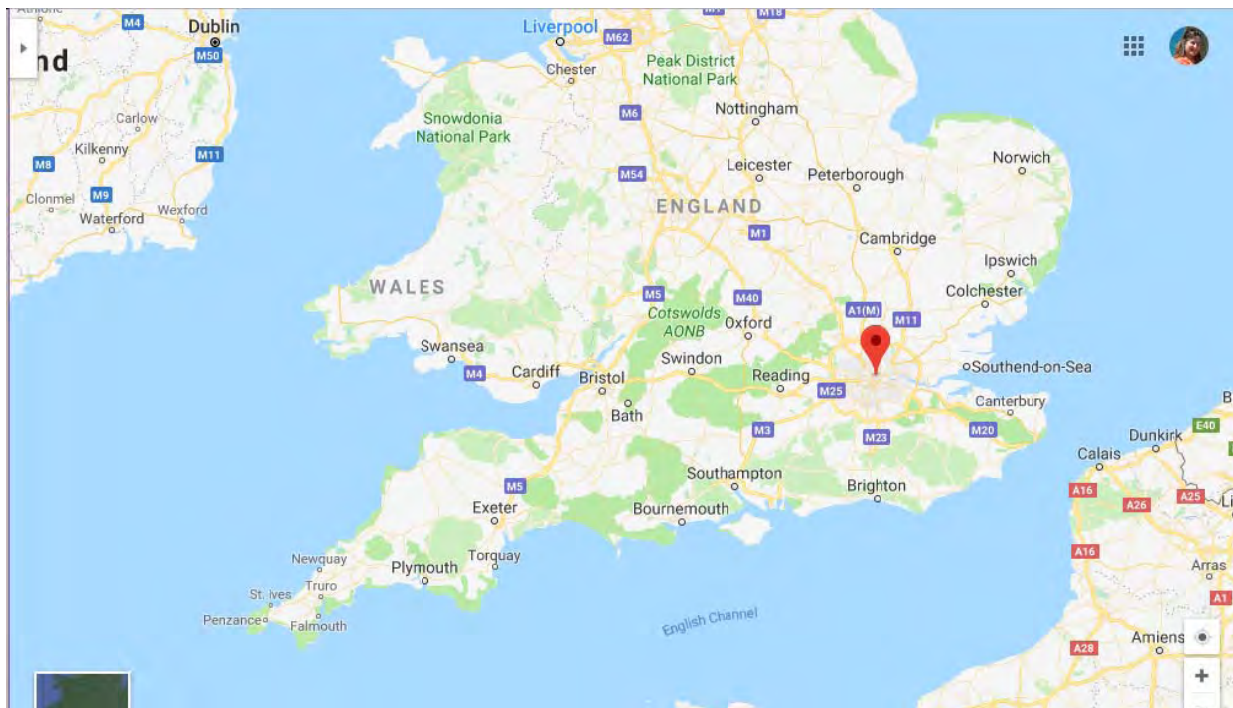 Athlone
M4
Dublin
M50
nd
Liverpool
M1
M18
M62
Chester
Peak District
National Park
Carlow
Kilkenny
M8
M11
Snowdonia
National Park
M6
Nottingham
Norwich
M54
Leicester
Peterborough
Clonmel
M9
Wexford
Waterford
ENGLAND
M1
Cambridge
Ipswich
WALES
M5
M40
Colchester
Cotswolds
AONB
A1(M)
M11
Oxford
Swansea
Swindon
M4
Cardiff
Bristol
Reading
M25
Southend-on-Sea
Bath
Canterbury
M3
M23
M20
E40
Dunkirk
Calais
Southampton
M5
Brighton
A16
A26
A25
Exeter
Bournemouth
Li
A16
Newquay
Torquay
Plymouth
Arras
St. Ives
Truro
A1
Penzance
Falmouth
English Channel
Amiens
A28
+